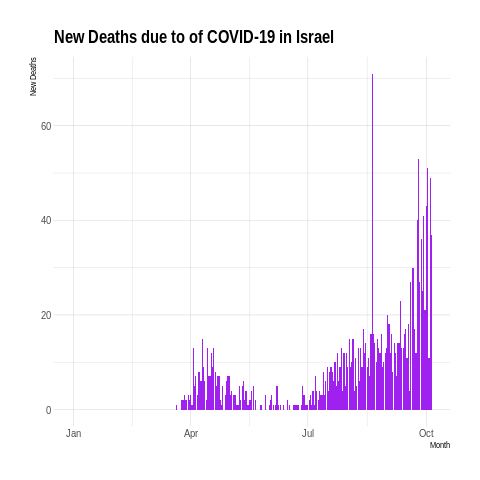 New Deaths due to of COVID-19 in Israel
New Deaths
60
40
20
0
Jan Apr Jul Oct
Month